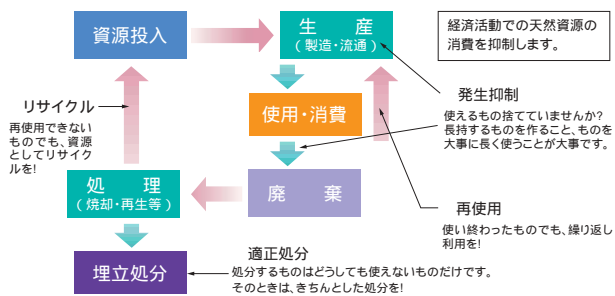 資源投入
生　産
（製造・流通）
経済活動での天然資源の
消費を抑制します。
リサイクル
再使用できない
ものでも、資源
としてリサイク
ルを!
使用・消費
発生抑制
使えるもの捨てていませんか?
長持するものを作ること、ものを
大事に長く使うことが大事です。
処　理
（焼却・再生等）
廃　棄
再使用
使い終わったものでも、繰り返し
利用を!
埋立処分
適正処分
処分するものはどうしても使えないものだけです。
そのときは、きちんとした処分を!